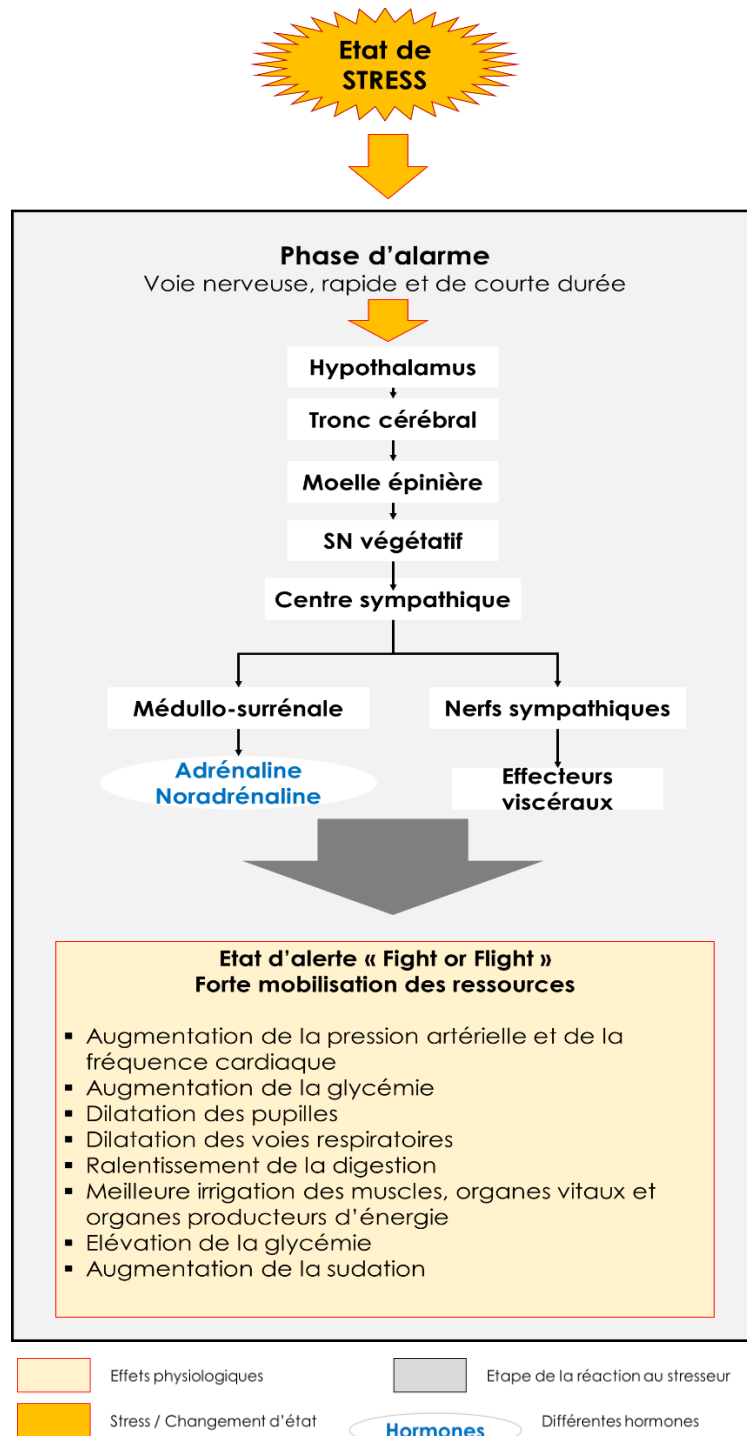 Etat de
STRESS
Phase d'alarme
Voie nerveuse, rapide et de courte durée
Hypothalamus
Tronc cérébral
Moelle épinière
SN végétatif
Centre sympathique
Médullo-surrénale
Nerfs sympathiques
Adrénaline
Noradrénaline
Effecteurs
viscéraux
Etat d'alerte « Fight or Flight »
Forte mobilisation des ressources
▪ Augmentation de la pression artérielle et de la
fréquence cardiaque
▪ Augmentation de la glycémie
▪ Dilatation des pupilles
▪ Dilatation des voies respiratoires
▪ Ralentissement de la digestion
▪ Meilleure irrigation des muscles, organes vitaux et
organes producteurs d'énergie
▪ Elévation de la glycémie
▪ Augmentation de la sudation
Effets physiologiques
Etape de la réaction au stresseur
Stress / Changement d'état
Hormones
Différentes hormones